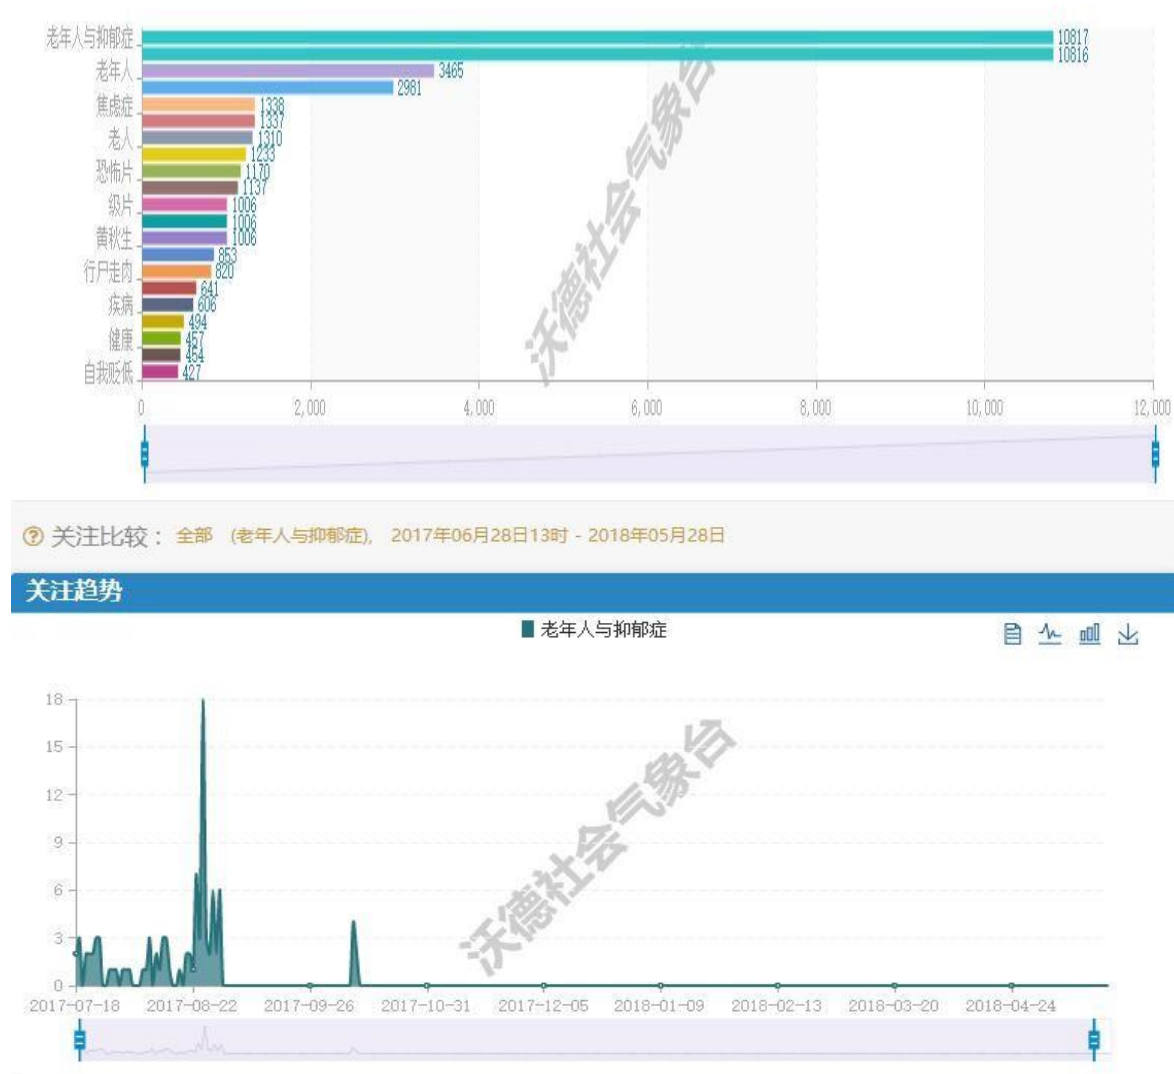 老年人与抑郁症
10817
10816
老年人
3465
2981
焦虑症
1338
1337
老人
1310
1233
恐怖片
1170
1137
级片
1006
1006
黄秋生
1006
853
行尸走肉
820
641
疾病
606
494
健康
457
454
自我贬低
427
0 2,000 4,000 6,000 8,000 10,000 12,000
沃德社会气象台
关注比较： 全部 (老年人与抑郁症), 2017年06月28日13时 - 2018年05月28日
关注趋势
老年人与抑郁症
18
15
12
9
6
3
0
2017-07-18 2017-08-22 2017-09-26 2017-10-31 2017-12-05 2018-01-09 2018-02-13 2018-03-20 2018-04-24
沃德社会气象台